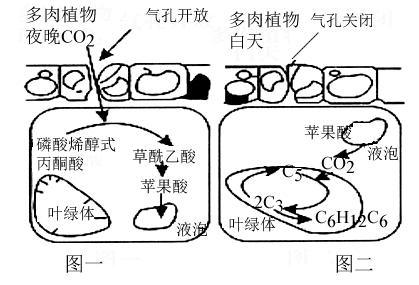 多肉植物
夜晚CO2
气孔开放
磷酸烯醇式
丙酮酸
草酰乙酸
苹果酸
叶绿体
液泡
图一
多肉植物
白天
气孔关闭
苹果酸
液泡
CO2
C5
2C3
叶绿体
C6H12C6
图二